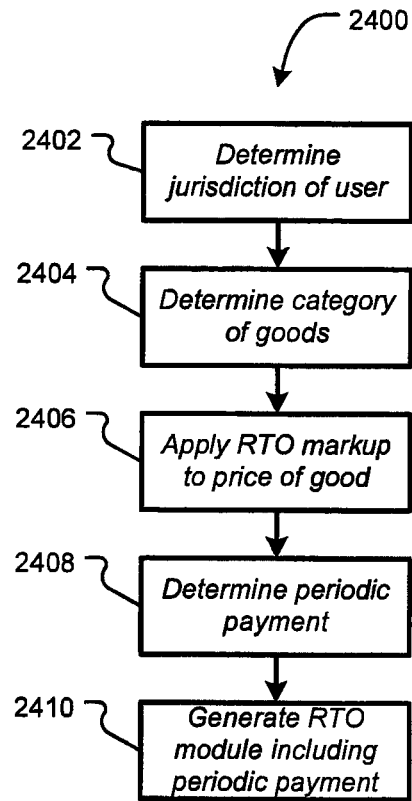 2400
2402
Determine
jurisdiction of user
2404
Determine category
of goods
2406
Apply RTO markup
to price of good
2408
Determine periodic
payment
2410
Generate RTO
module including
periodic payment